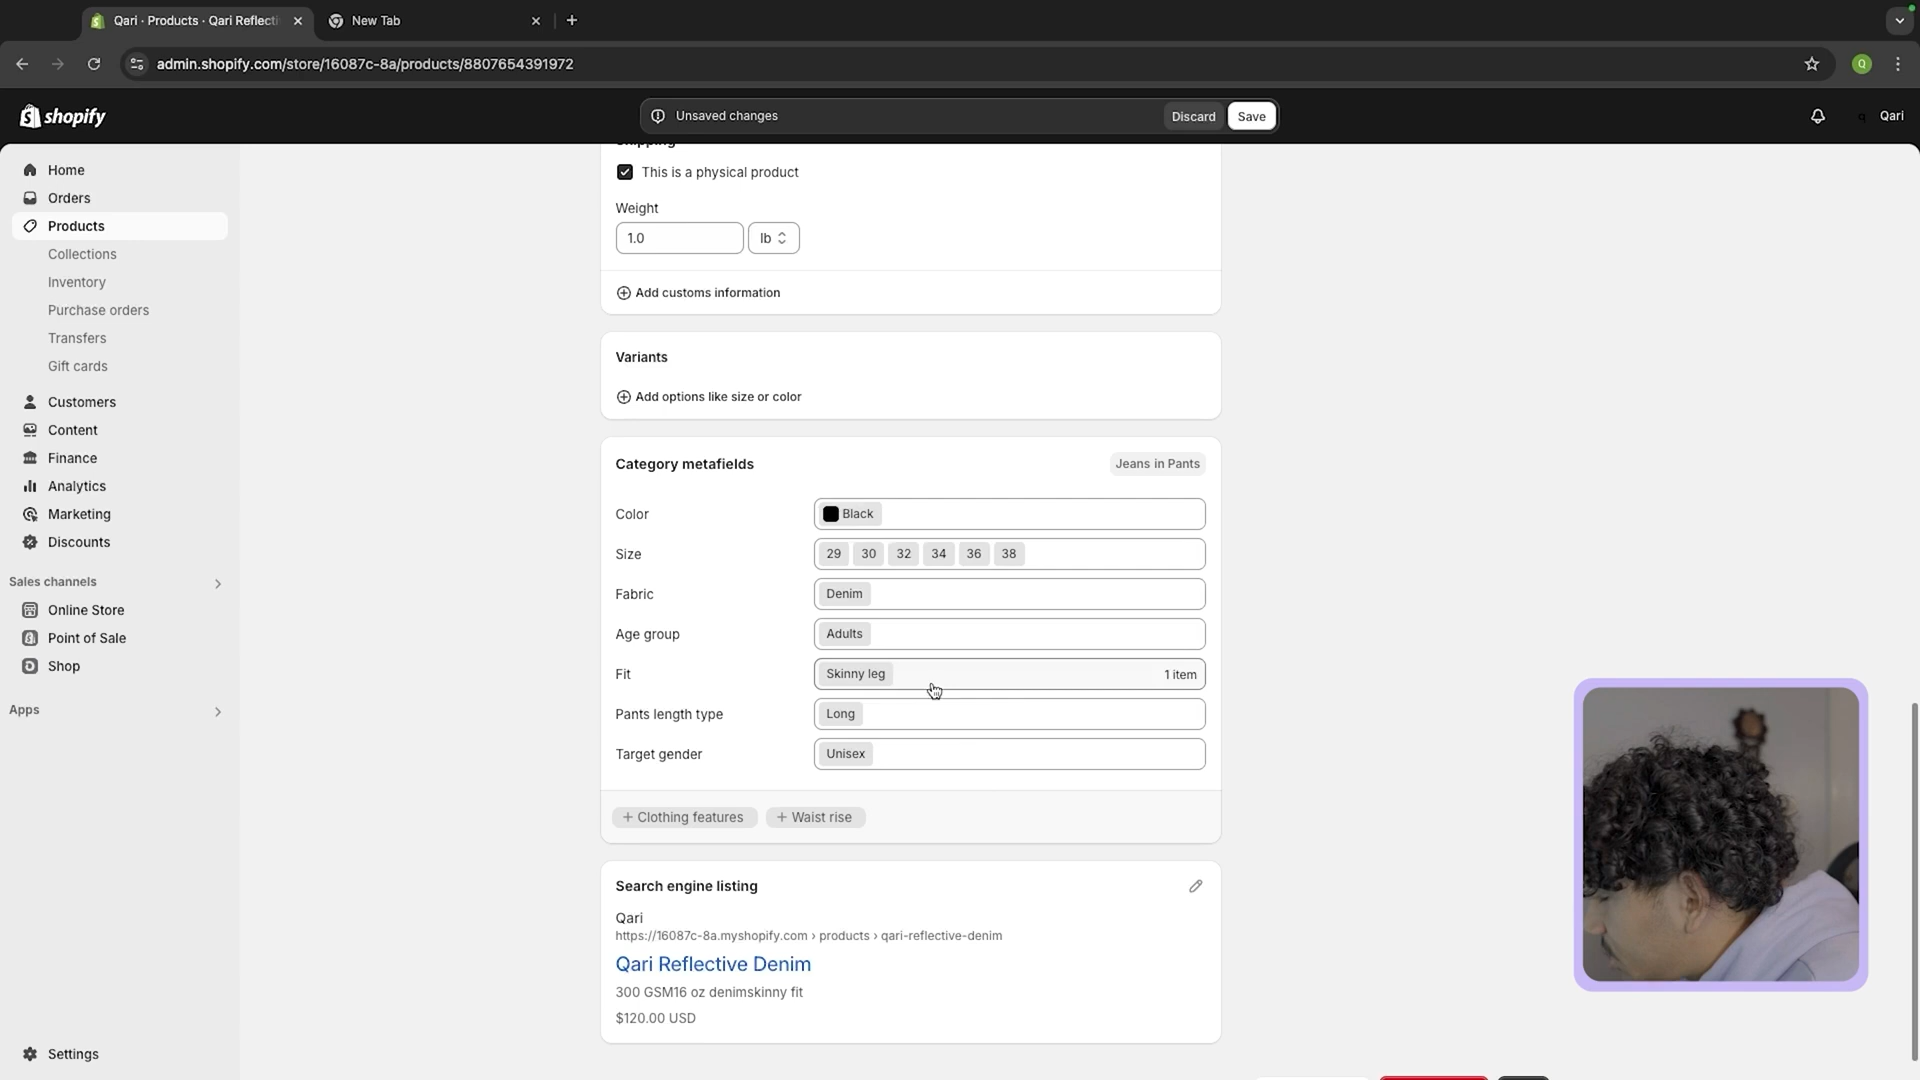 Qari · Products · Qari Reflecti
New Tab
admin.shopify.com/store/16087c-8a/products/8807654391972
Q
shopify
Unsaved changes
Discard
Save
Qari
Home
Orders
Products
Collections
Inventory
Purchase orders
Transfers
Gift cards
Customers
Content
Finance
Analytics
Marketing
Discounts
Sales channels
Online Store
Point of Sale
Shop
Apps
Settings
Shipping
This is a physical product
Weight
1.0 lb
Add customs information
Variants
Add options like size or color
Category metafields Jeans in Pants
Color Black
Size 29 30 32 34 36 38
Fabric Denim
Age group Adults
Fit Skinny leg 1 item
Pants length type Long
Target gender Unisex
+ Clothing features + Waist rise
Search engine listing
Qari
https://16087c-8a.myshopify.com › products › qari-reflective-denim
Qari Reflective Denim
300 GSM16 oz denimskinny fit
$120.00 USD